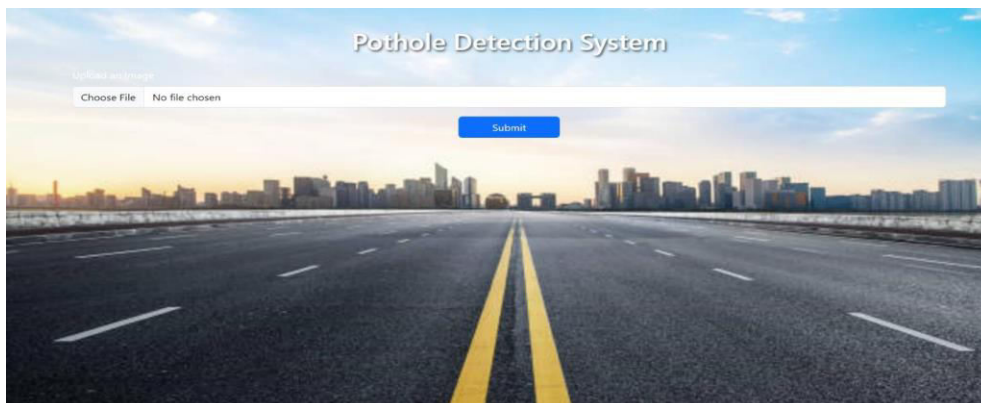 Pothole Detection System
Upload an Image
Choose File No file chosen
Submit